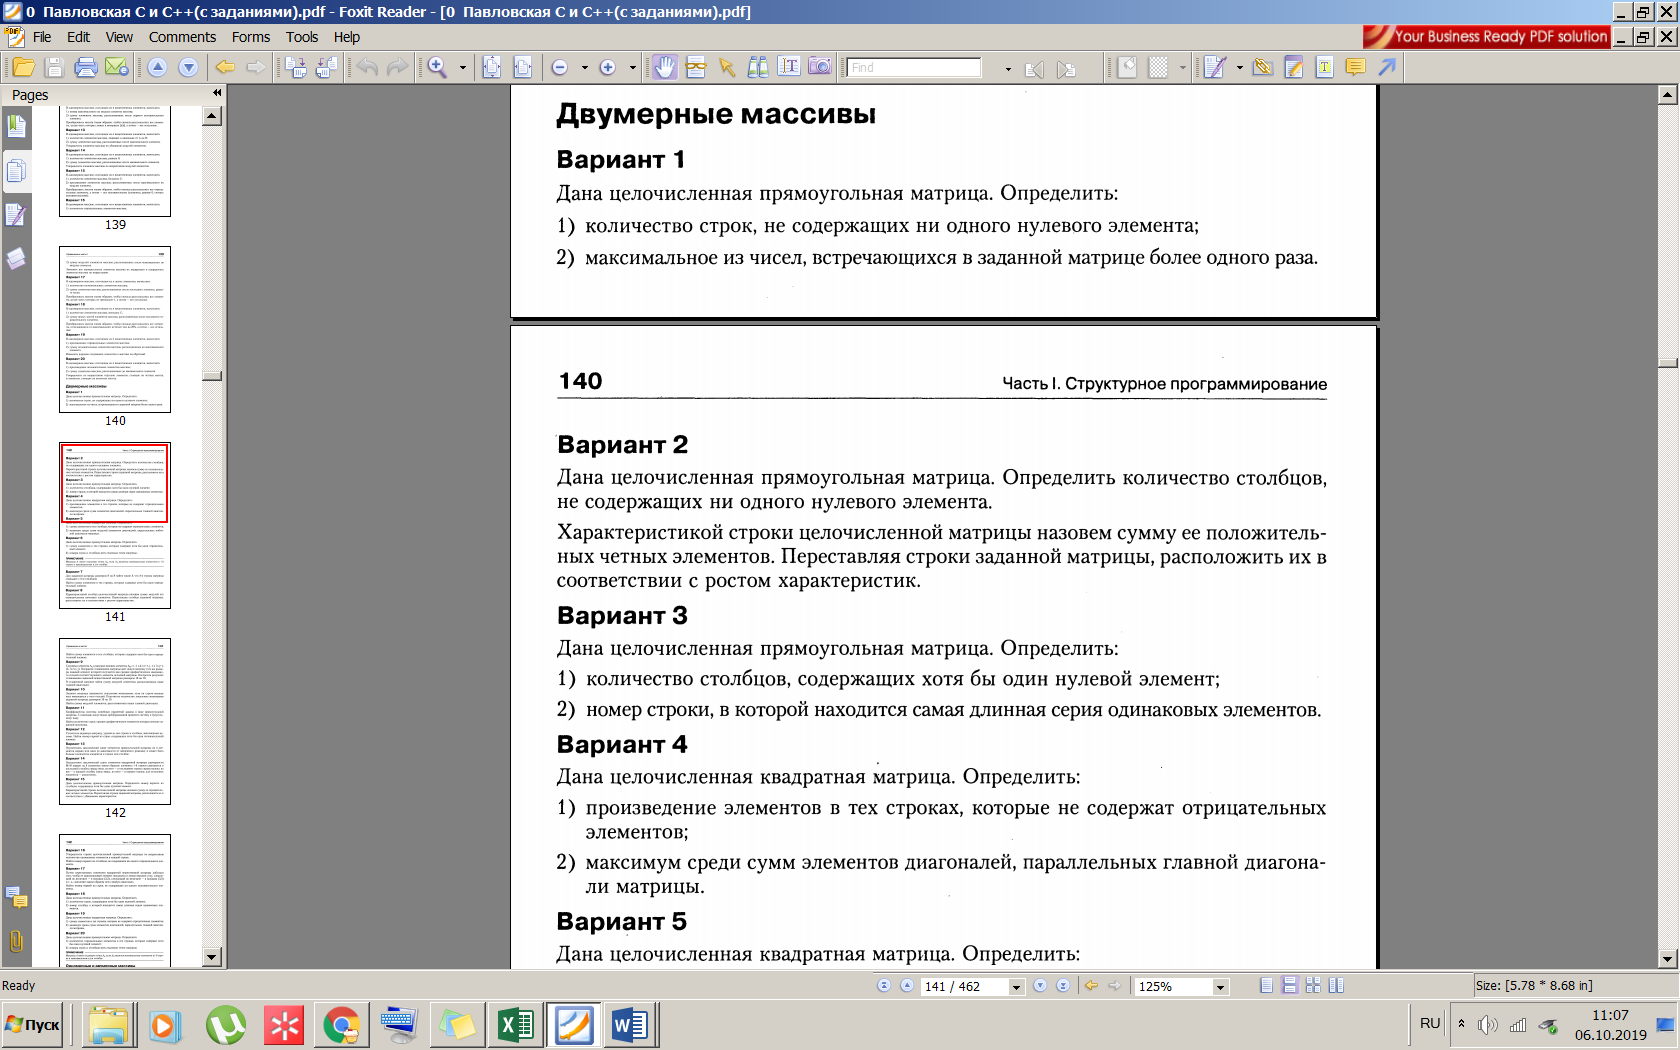 0 Павловская С и С++(с заданиями).pdf - Foxit Reader - [0 Павловская С и С++(с заданиями).pdf]
File Edit View Comments Forms Tools Help
Your Business Ready PDF solution
Find
Pages
139
140
141
142
Двумерные массивы
Вариант 1
Дана целочисленная прямоугольная матрица. Определить:
1) количество строк, не содержащих ни одного нулевого элемента;
2) максимальное из чисел, встречающихся в заданной матрице более одного раза.
140 Часть I. Структурное программирование
Вариант 2
Дана целочисленная прямоугольная матрица. Определить количество столбцов,
не содержащих ни одного нулевого элемента.
Характеристикой строки целочисленной матрицы назовем сумму ее положитель-
ных четных элементов. Переставляя строки заданной матрицы, расположить их в
соответствии с ростом характеристик.
Вариант 3
Дана целочисленная прямоугольная матрица. Определить:
1) количество столбцов, содержащих хотя бы один нулевой элемент;
2) номер строки, в которой находится самая длинная серия одинаковых элементов.
Вариант 4
Дана целочисленная квадратная матрица. Определить:
1) произведение элементов в тех строках, которые не содержат отрицательных
элементов;
2) максимум среди сумм элементов диагоналей, параллельных главной диагона-
ли матрицы.
Вариант 5
Дана целочисленная квадратная матрица. Определить:
Ready
141 / 462
125%
Size: [5.78 * 8.68 in]
Пуск
RU
11:07
06.10.2019